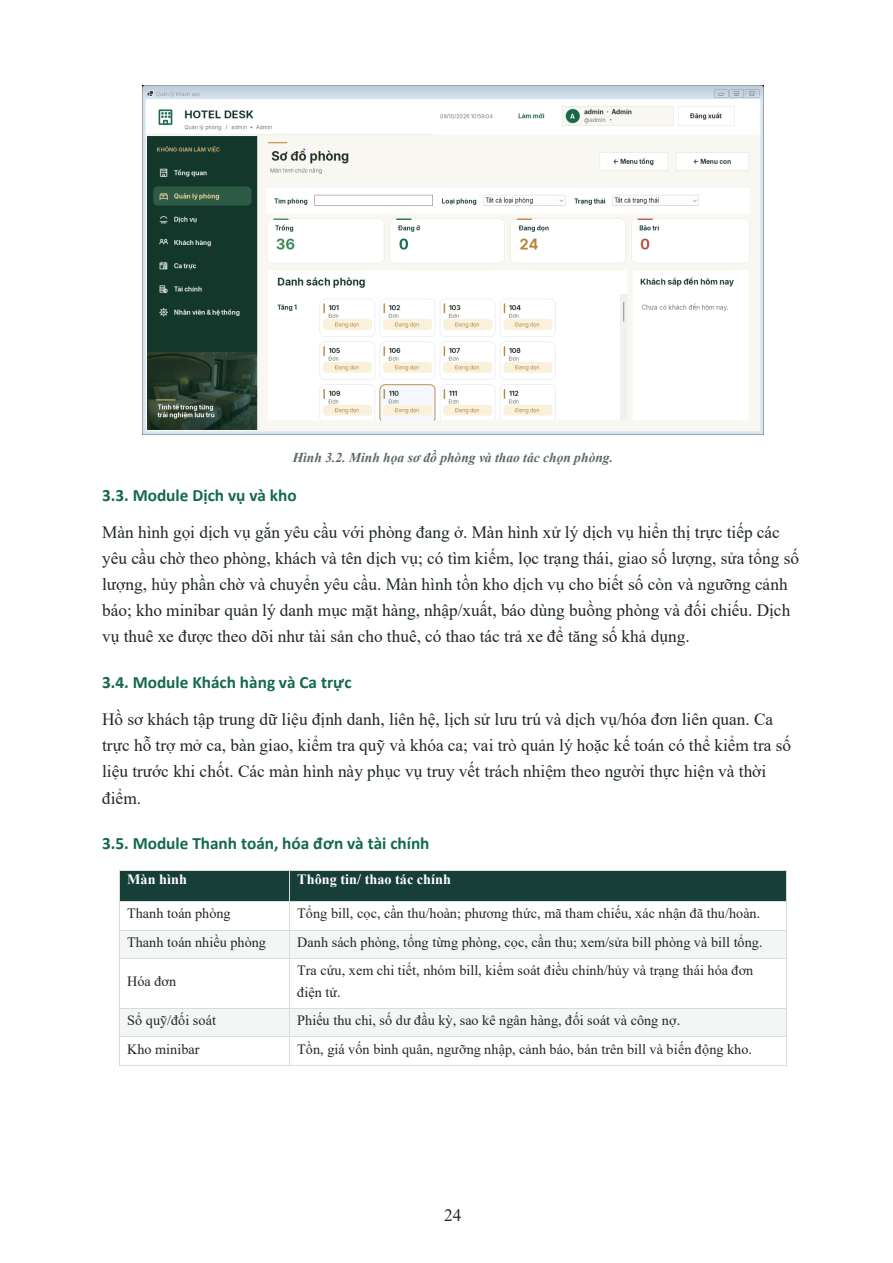 Quản lý khách sạn
HOTEL DESK
Quản lý phòng / admin • Admin
09/10/2026 10:59:04
Làm mới
A
admin · Admin
@admin •
Đăng xuất
KHÔNG GIAN LÀM VIỆC
Tổng quan
Quản lý phòng
Dịch vụ
Khách hàng
Ca trực
Tài chính
Nhân viên & hệ thống
Tinh tế trong từng
trải nghiệm lưu trú
Sơ đồ phòng
Màn hình chức năng
← Menu tổng
← Menu con
Tìm phòng
Loại phòng
Tất cả loại phòng
Trạng thái
Tất cả trạng thái
Trống
36
Đang ở
0
Đang dọn
24
Bảo trì
0
Danh sách phòng
Khách sắp đến hôm nay
Chưa có khách đến hôm nay.
Tầng 1
101
Đơn
Đang dọn
102
Đơn
Đang dọn
103
Đơn
Đang dọn
104
Đơn
Đang dọn
105
Đơn
Đang dọn
106
Đơn
Đang dọn
107
Đơn
Đang dọn
108
Đơn
Đang dọn
109
Đơn
Đang dọn
110
Đơn
Đang dọn
111
Đơn
Đang dọn
112
Đơn
Đang dọn
Hình 3.2. Minh họa sơ đồ phòng và thao tác chọn phòng.
3.3. Module Dịch vụ và kho
Màn hình gọi dịch vụ gắn yêu cầu với phòng đang ở. Màn hình xử lý dịch vụ hiển thị trực tiếp các
yêu cầu chờ theo phòng, khách và tên dịch vụ; có tìm kiếm, lọc trạng thái, giao số lượng, sửa tổng số
lượng, hủy phần chờ và chuyển yêu cầu. Màn hình tồn kho dịch vụ cho biết số còn và ngưỡng cảnh
báo; kho minibar quản lý danh mục mặt hàng, nhập/xuất, báo dùng buồng phòng và đối chiếu. Dịch
vụ thuê xe được theo dõi như tài sản cho thuê, có thao tác trả xe để tăng số khả dụng.
3.4. Module Khách hàng và Ca trực
Hồ sơ khách tập trung dữ liệu định danh, liên hệ, lịch sử lưu trú và dịch vụ/hóa đơn liên quan. Ca
trực hỗ trợ mở ca, bàn giao, kiểm tra quỹ và khóa ca; vai trò quản lý hoặc kế toán có thể kiểm tra số
liệu trước khi chốt. Các màn hình này phục vụ truy vết trách nhiệm theo người thực hiện và thời
điểm.
3.5. Module Thanh toán, hóa đơn và tài chính
Màn hình
Thông tin/ thao tác chính
Thanh toán phòng
Tổng bill, cọc, cần thu/hoàn; phương thức, mã tham chiếu, xác nhận đã thu/hoàn.
Thanh toán nhiều phòng
Danh sách phòng, tổng từng phòng, cọc, cần thu; xem/sửa bill phòng và bill tổng.
Hóa đơn
Tra cứu, xem chi tiết, nhóm bill, kiểm soát điều chỉnh/hủy và trạng thái hóa đơn
điện tử.
Sổ quỹ/đối soát
Phiếu thu chi, số dư đầu kỳ, sao kê ngân hàng, đối soát và công nợ.
Kho minibar
Tồn, giá vốn bình quân, ngưỡng nhập, cảnh báo, bán trên bill và biến động kho.
24